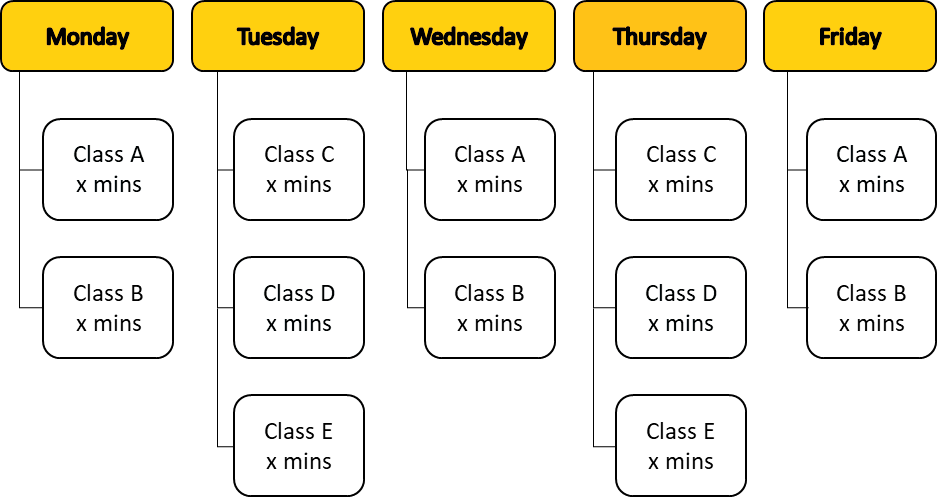 Monday
Class A
x mins
Class B
x mins
Tuesday
Class C
x mins
Class D
x mins
Class E
x mins
Wednesday
Class A
x mins
Class B
x mins
Thursday
Class C
x mins
Class D
x mins
Class E
x mins
Friday
Class A
x mins
Class B
x mins